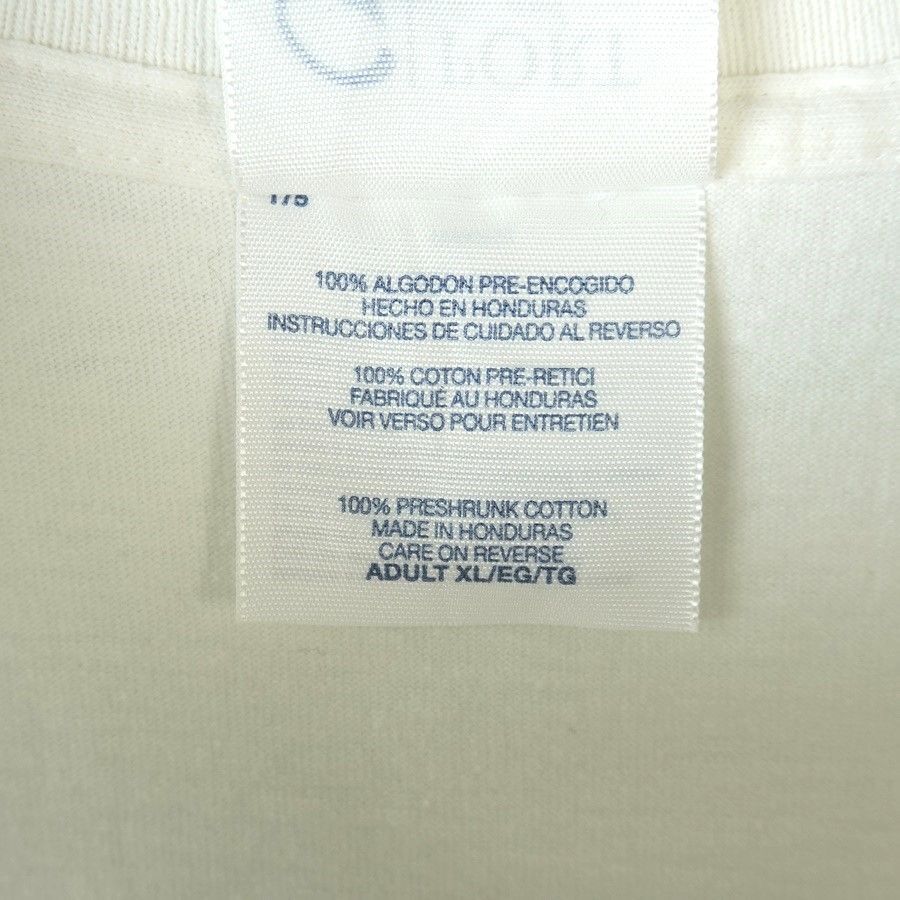 175
100% ALGODON PRE-ENCOGIDO
HECHO EN HONDURAS
INSTRUCCIONES DE CUIDADO AL REVERSO
100% COTON PRE-RETICI
FABRIQUÉ AU HONDURAS
VOIR VERSO POUR ENTRETIEN
100% PRESHRUNK COTTON
MADE IN HONDURAS
CARE ON REVERSE
ADULT XL/EG/TG